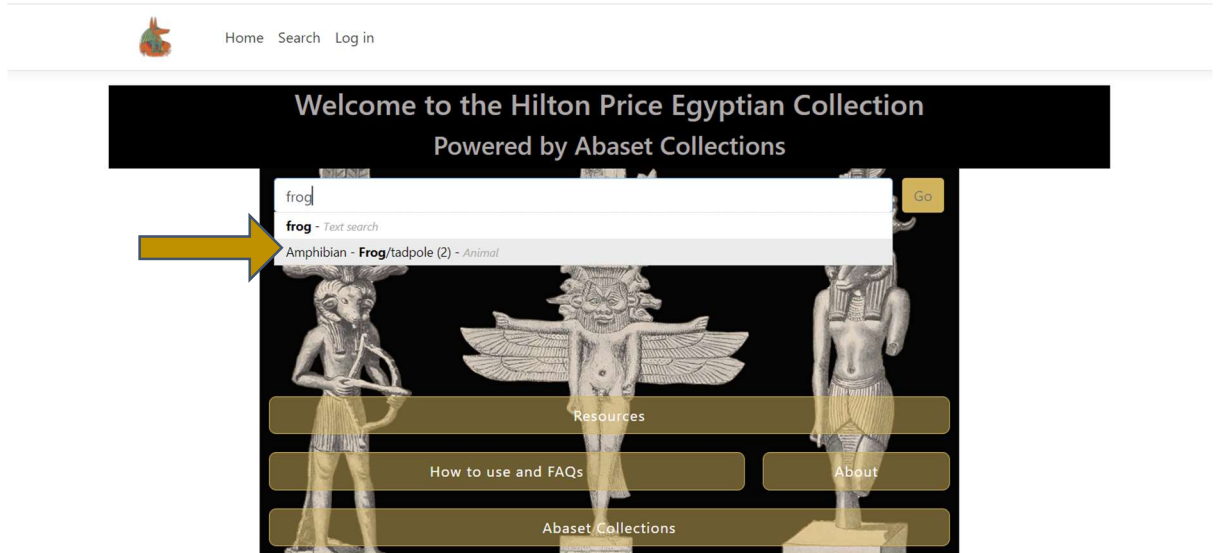 Home Search Log in
Welcome to the Hilton Price Egyptian Collection
Powered by Abaset Collections
frog Go
frog - Text search
Amphibian - Frog/tadpole (2) - Animal
Resources
How to use and FAQs About
Abaset Collections